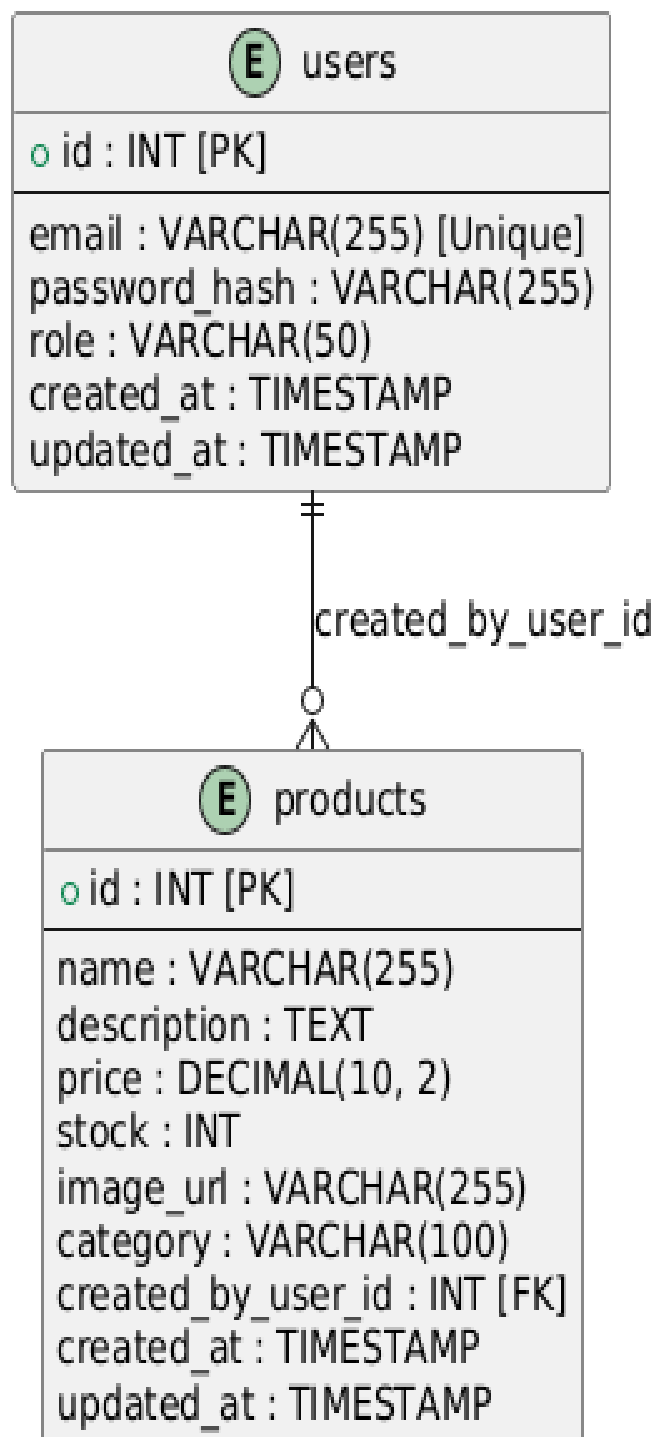 E users
o id : INT [PK]
email : VARCHAR(255) [Unique]
password_hash : VARCHAR(255)
role : VARCHAR(50)
created_at : TIMESTAMP
updated_at : TIMESTAMP
created_by_user_id
E products
o id : INT [PK]
name : VARCHAR(255)
description : TEXT
price : DECIMAL(10, 2)
stock : INT
image_url : VARCHAR(255)
category : VARCHAR(100)
created_by_user_id : INT [FK]
created_at : TIMESTAMP
updated_at : TIMESTAMP